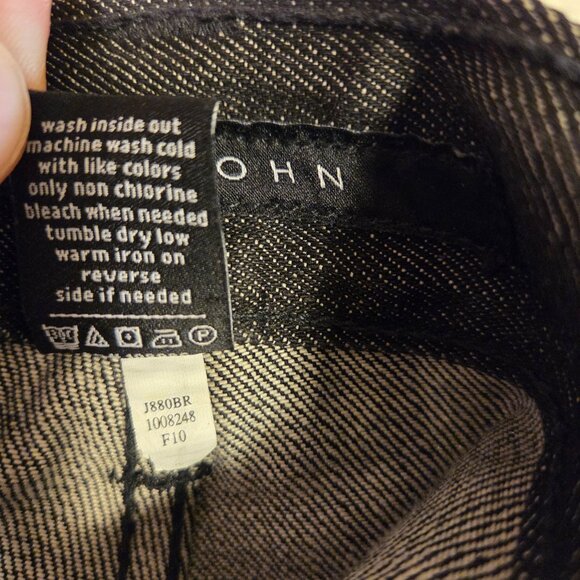 wash inside out
machine wash cold
with like colors
only non chlorine
bleach when needed
tumble dry low
warm iron on
reverse
side if needed
OHN
P
J880BR
1008248
F10